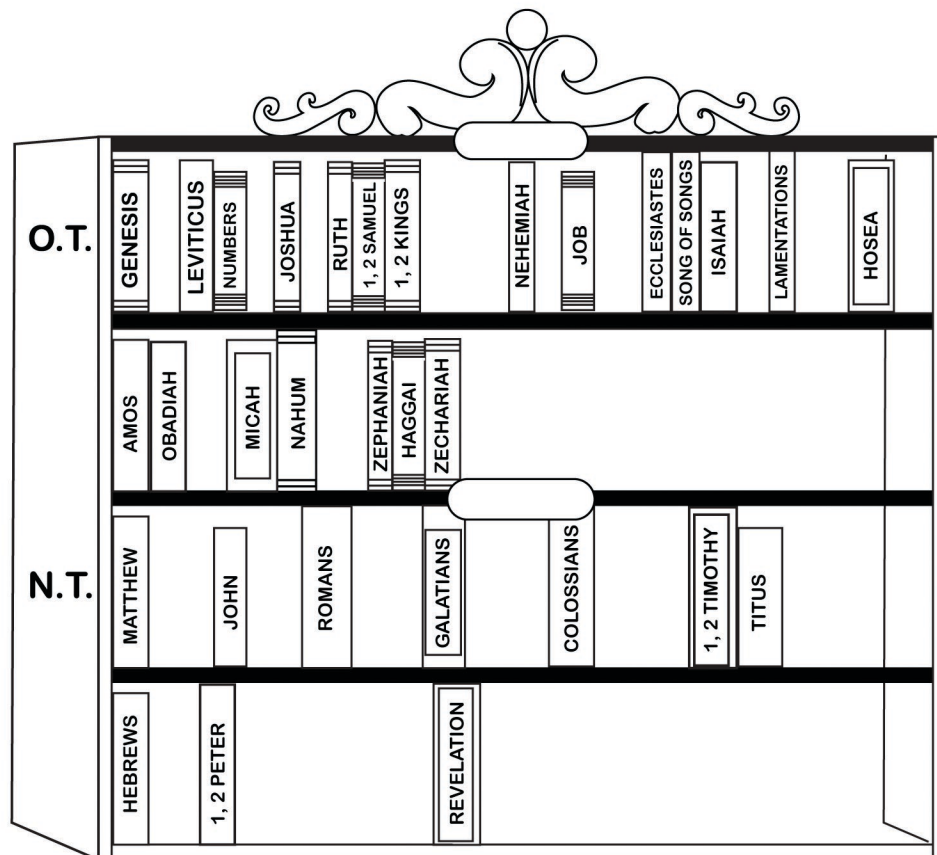 O.T.
GENESIS
LEVITICUS
NUMBERS
JOSHUA
RUTH
1, 2 SAMUEL
1, 2 KINGS
NEHEMIAH
JOB
ECCLESIASTES
SONG OF SONGS
ISAIAH
LAMENTATIONS
HOSEA
AMOS
OBADIAH
MICAH
NAHUM
ZEPHANIAH
HAGGAI
ZECHARIAH
N.T.
MATTHEW
JOHN
ROMANS
GALATIANS
COLOSSIANS
1, 2 TIMOTHY
TITUS
HEBREWS
1, 2 PETER
REVELATION